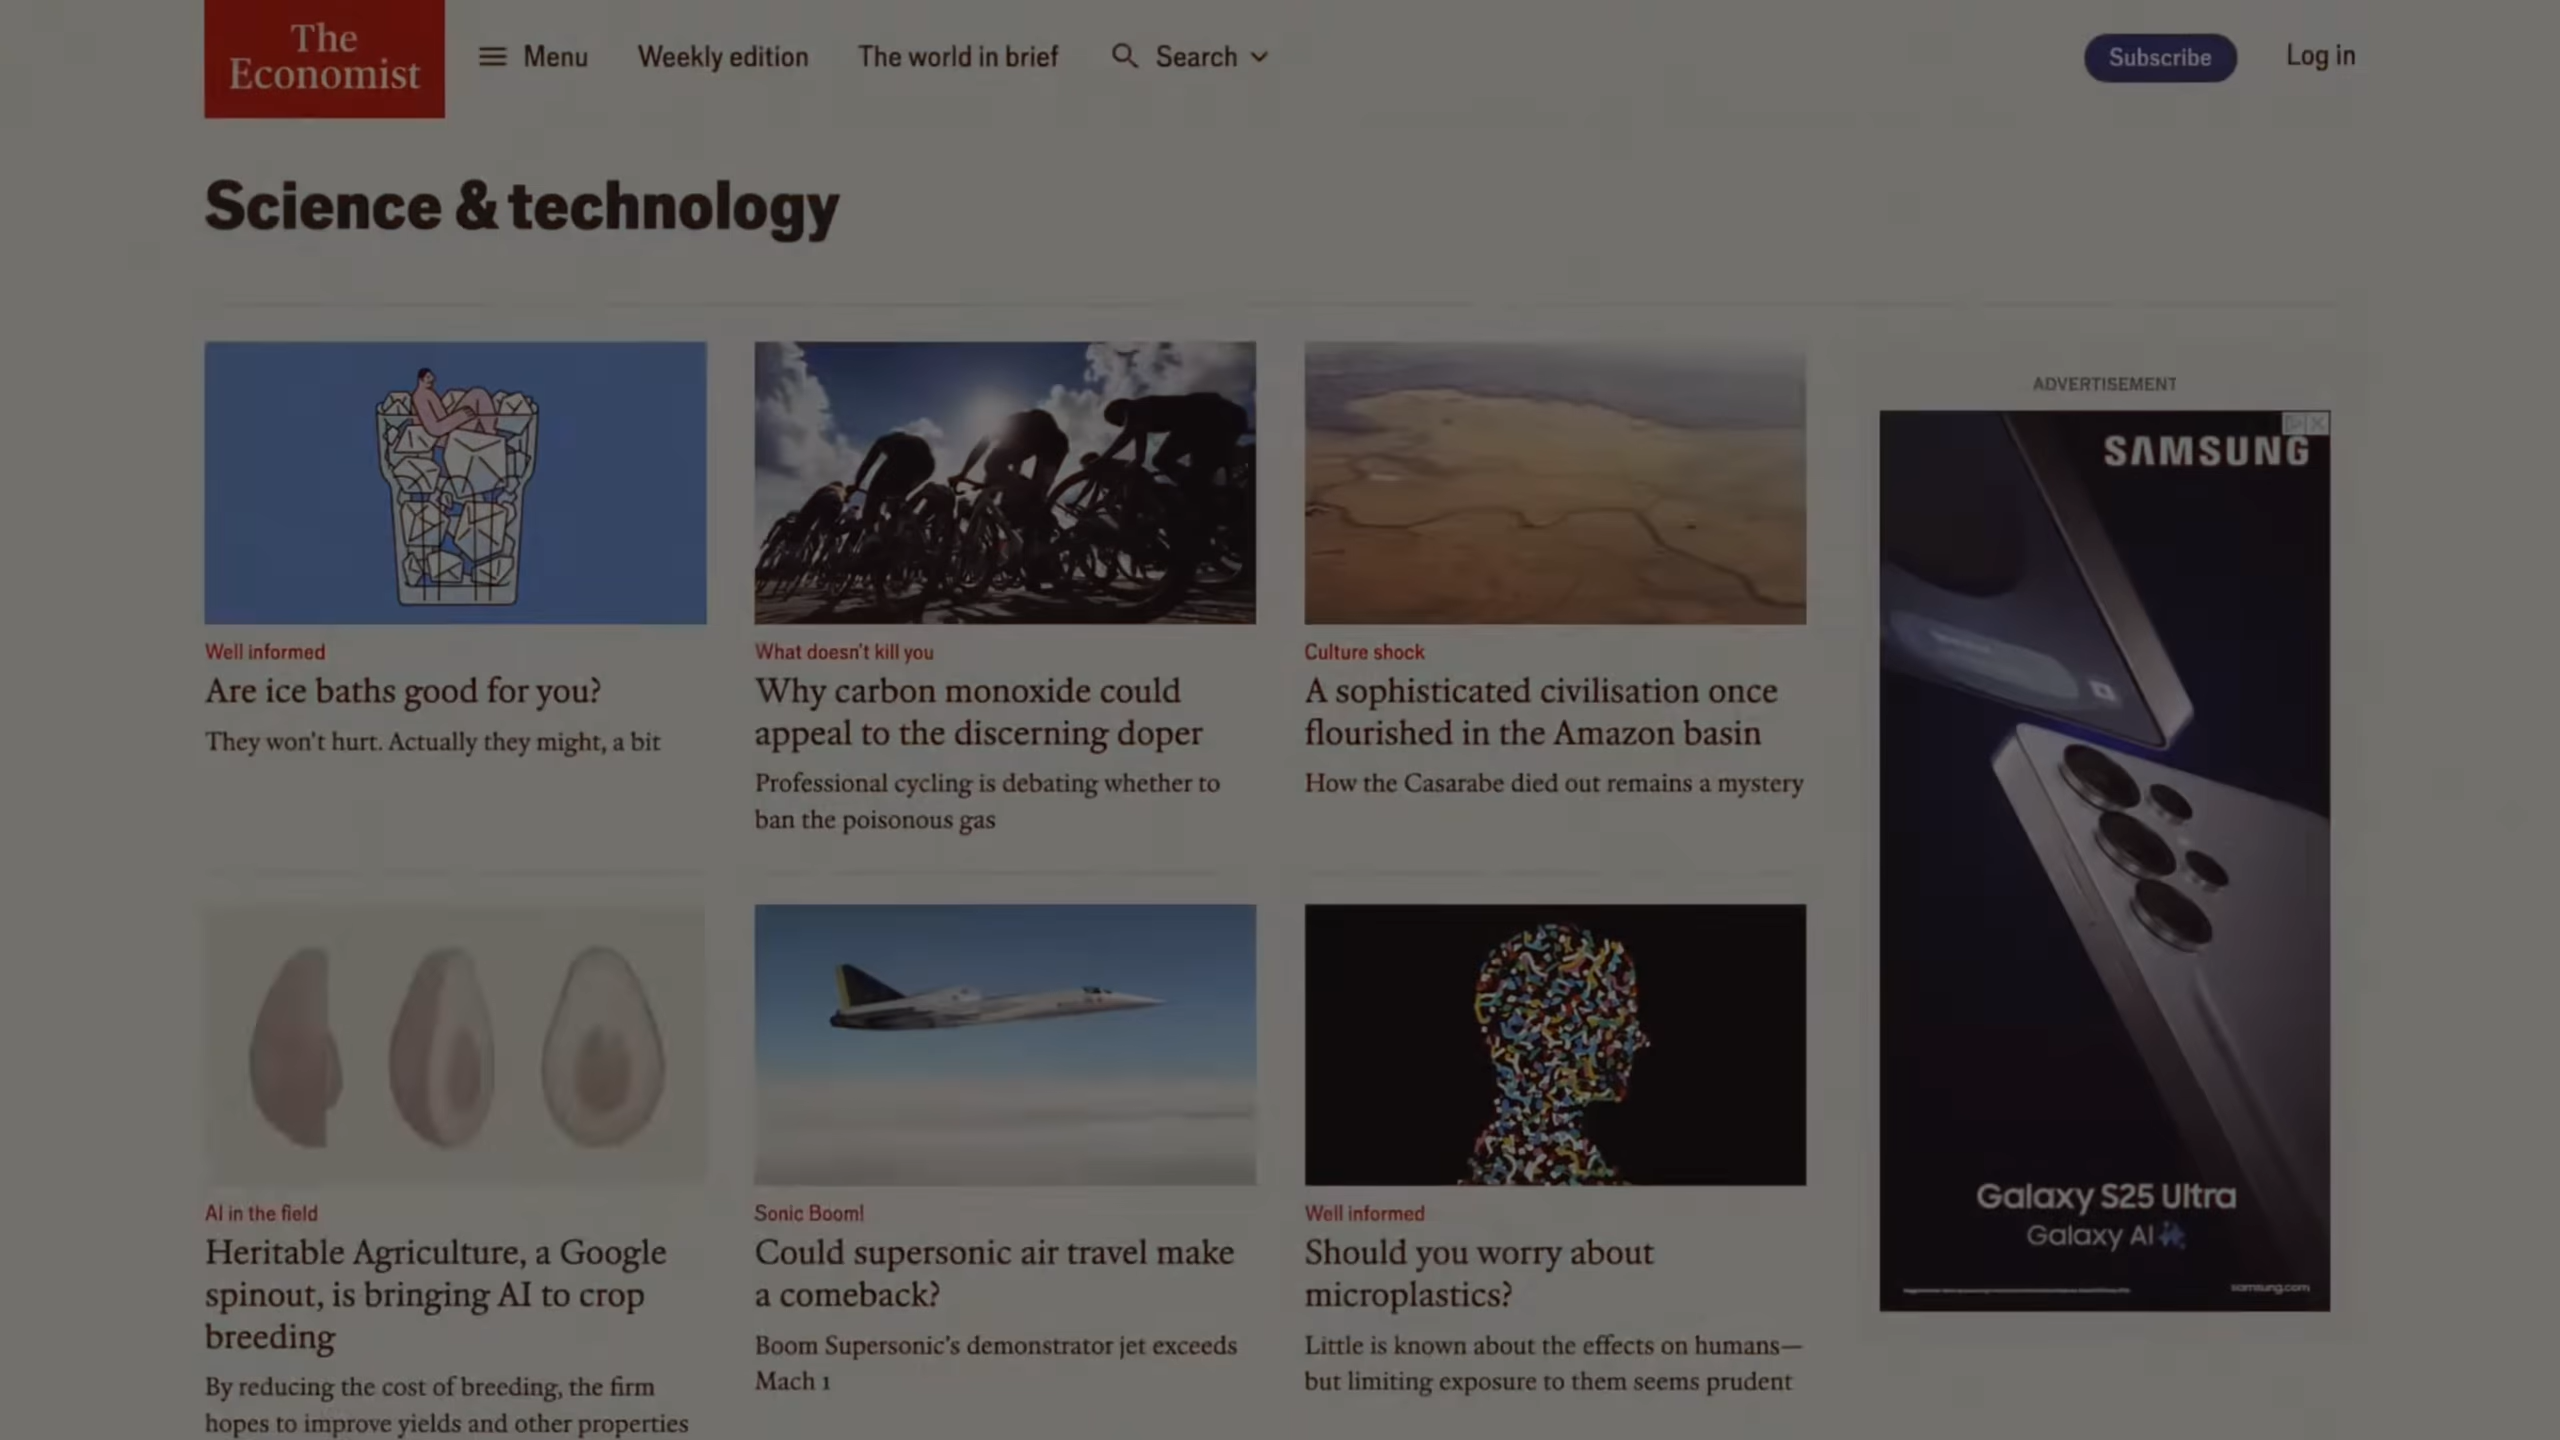 The
Economist
Menu
Weekly edition
The world in brief
Search
Subscribe
Log in
Science & technology
Well informed
Are ice baths good for you?
They won't hurt. Actually they might, a bit
What doesn't kill you
Why carbon monoxide could
appeal to the discerning doper
Professional cycling is debating whether to
ban the poisonous gas
Culture shock
A sophisticated civilisation once
flourished in the Amazon basin
How the Casarabe died out remains a mystery
AI in the field
Heritable Agriculture, a Google
spinout, is bringing AI to crop
breeding
By reducing the cost of breeding, the firm
hopes to improve yields and other properties
Sonic Boom!
Could supersonic air travel make
a comeback?
Boom Supersonic's demonstrator jet exceeds
Mach 1
Well informed
Should you worry about
microplastics?
Little is known about the effects on humans—
but limiting exposure to them seems prudent
ADVERTISEMENT
SAMSUNG
Galaxy S25 Ultra
Galaxy AI
samsung.com